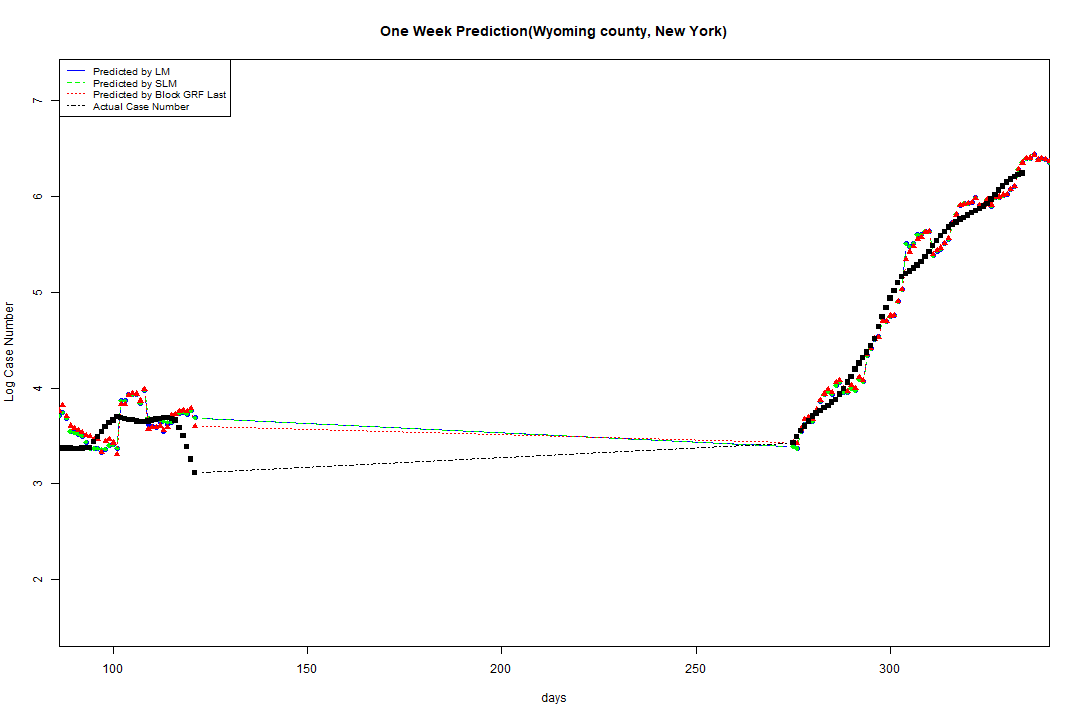 One Week Prediction(Wyoming county, New York)
Predicted by LM
Predicted by SLM
Predicted by Block GRF Last
Actual Case Number
7
6
5
4
3
2
Log Case Number
100
150
200
250
300
days